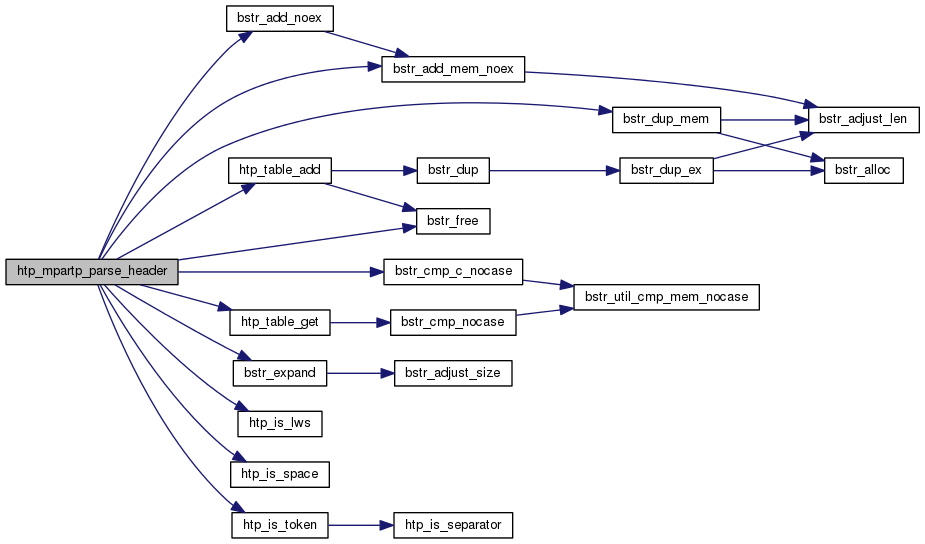 bstr_add_noex
bstr_add_mem_noex
bstr_dup_mem
bstr_adjust_len
htp_table_add
bstr_dup
bstr_dup_ex
bstr_alloc
bstr_free
htp_mpartp_parse_header
bstr_cmp_c_nocase
bstr_util_cmp_mem_nocase
htp_table_get
bstr_cmp_nocase
bstr_expand
bstr_adjust_size
htp_is_lws
htp_is_space
htp_is_token
htp_is_separator